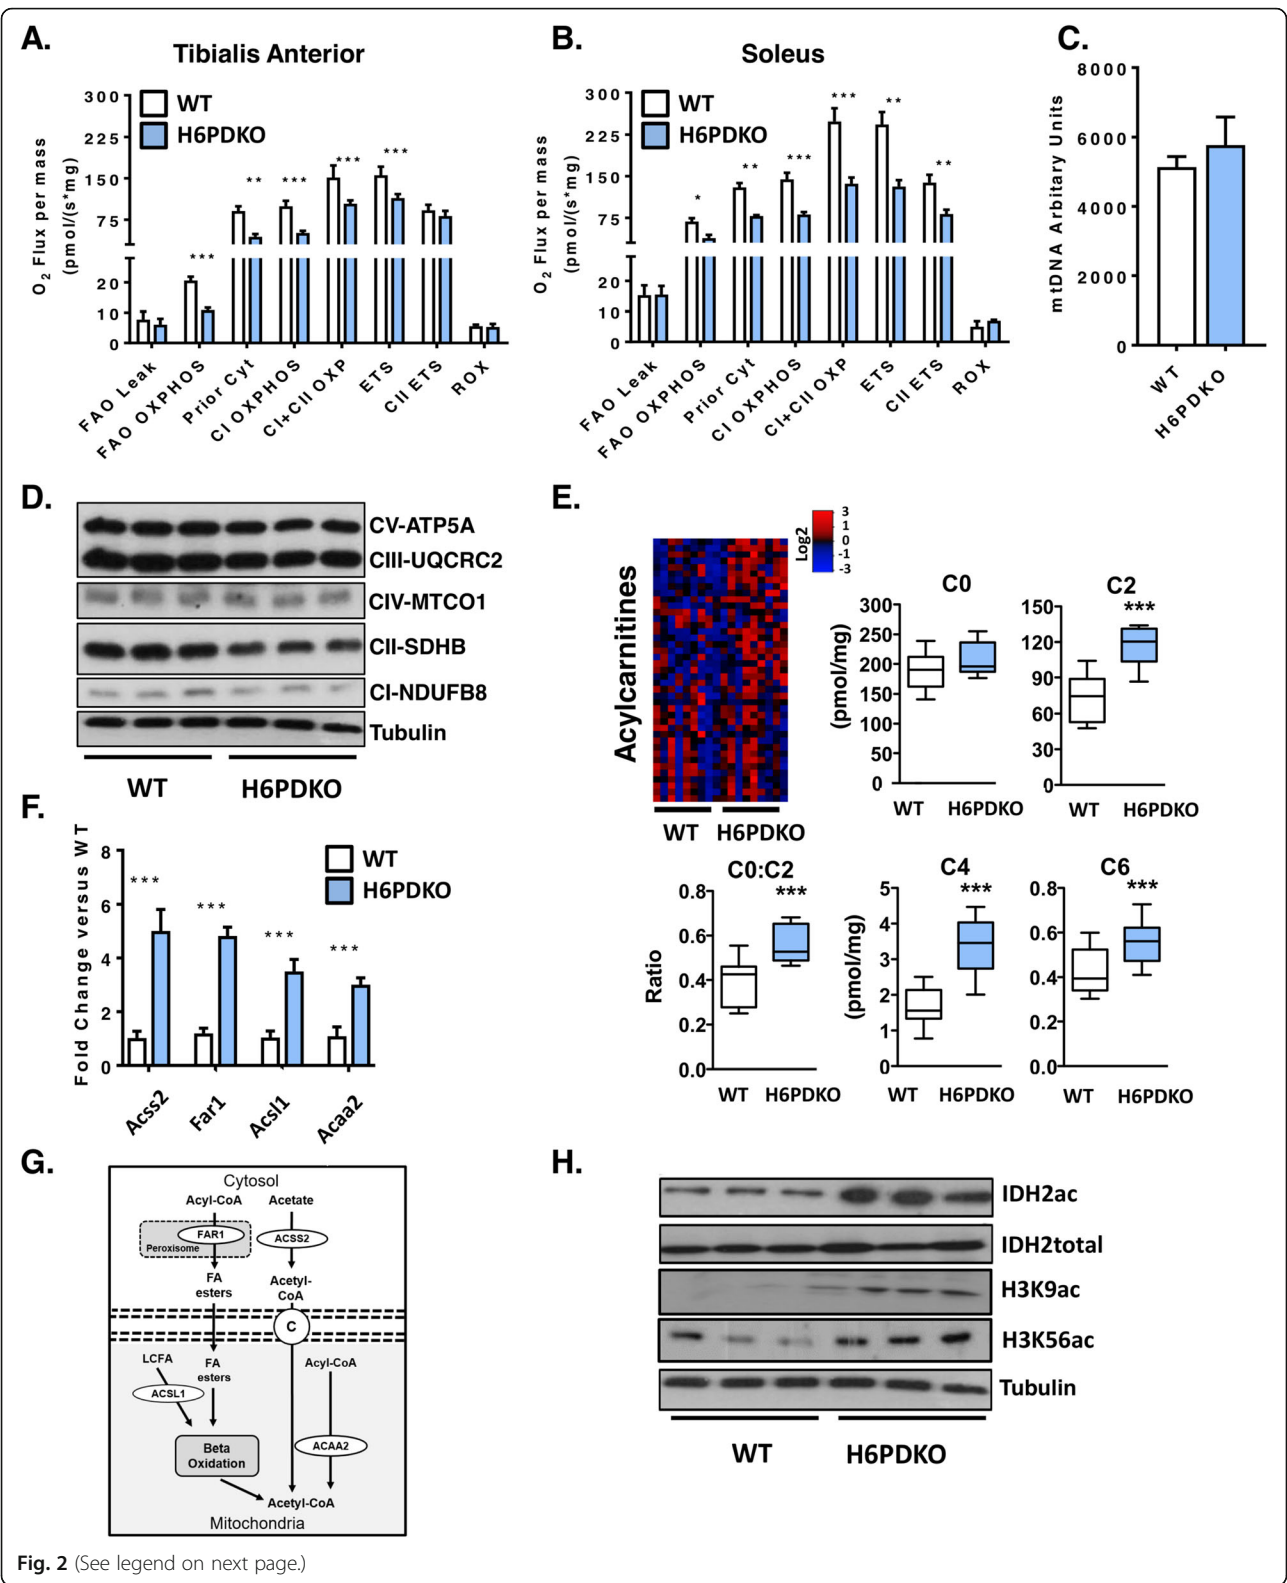 A.
Tibialis Anterior
WT
H6PDKO
O2 Flux per mass
(pmol/(s*mg)
300
225
150
75
20
10
0
***
**
***
***
***
FAO Leak
FAO OXPHOS
Prior Cyt
CI OXPHOS
CI+CII OXP
ETS
CII ETS
ROX
B.
Soleus
WT
H6PDKO
O2 Flux per mass
(pmol/(s*mg)
300
225
150
75
20
10
0
*
**
***
***
**
**
FAO Leak
FAO OXPHOS
Prior Cyt
CI OXPHOS
CI+CII OXP
ETS
CII ETS
ROX
C.
mtDNA Arbitary Units
8000
6000
4000
2000
0
WT
H6PDKO
D.
CV-ATP5A
CIII-UQCRC2
CIV-MTCO1
CII-SDHB
CI-NDUFB8
Tubulin
WT
H6PDKO
E.
Acylcarnitines
Log2
3
1
0
-1
-3
WT
H6PDKO
C0
(pmol/mg)
300
250
200
150
100
50
0
WT
H6PDKO
C2
***
150
120
90
60
30
0
WT
H6PDKO
C0:C2
***
Ratio
0.8
0.6
0.4
0.2
0.0
WT
H6PDKO
C4
***
(pmol/mg)
5
4
3
2
1
0
WT
H6PDKO
C6
***
0.8
0.6
0.4
0.2
0.0
WT
H6PDKO
F.
Fold Change versus WT
8
6
4
2
0
WT
H6PDKO
***
***
***
***
Acss2
Far1
Acsl1
Acaa2
G.
Cytosol
Acyl-CoA
Acetate
FAR1
Peroxisome
ACSS2
FA
esters
Acetyl-
CoA
C
LCFA
FA
esters
Acyl-CoA
ACSL1
Beta
Oxidation
ACAA2
Acetyl-CoA
Mitochondria
H.
IDH2ac
IDH2total
H3K9ac
H3K56ac
Tubulin
WT
H6PDKO
Fig. 2 (See legend on next page.)